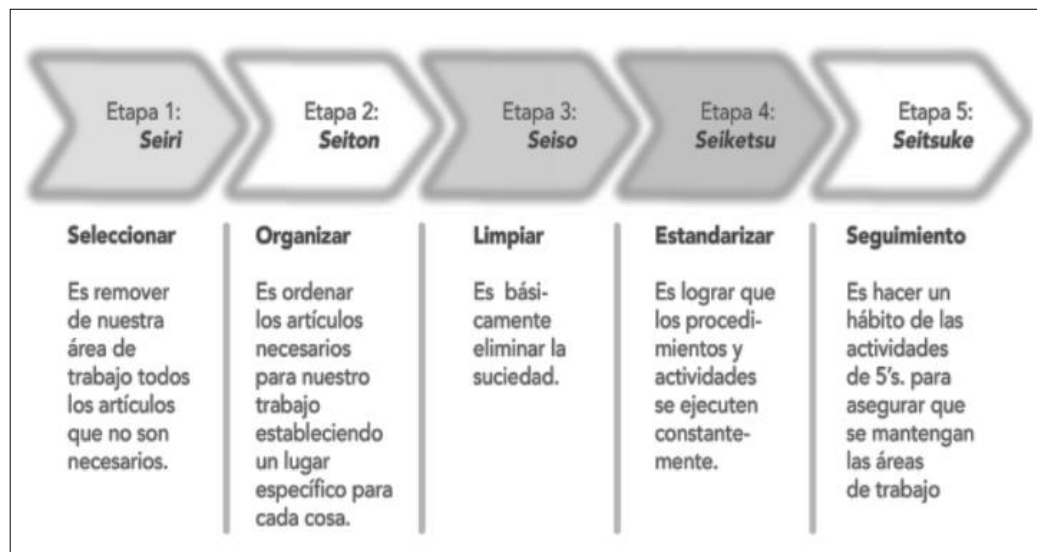 Etapa 1:
Seiri
Etapa 2:
Seiton
Etapa 3:
Seiso
Etapa 4:
Seiketsu
Etapa 5:
Seitsuke
Seleccionar
Es remover
de nuestra
área de
trabajo todos
los artículos
que no son
necesarios.
Organizar
Es ordenar
los artículos
necesarios
para nuestro
trabajo
estableciendo
un lugar
específico para
cada cosa.
Limpiar
Es bási-
camente
eliminar la
suciedad.
Estandarizar
Es lograr que
los procedi-
mientos y
actividades
se ejecuten
constante-
mente.
Seguimiento
Es hacer un
hábito de las
actividades
de 5's. para
asegurar que
se mantengan
las áreas
de trabajo